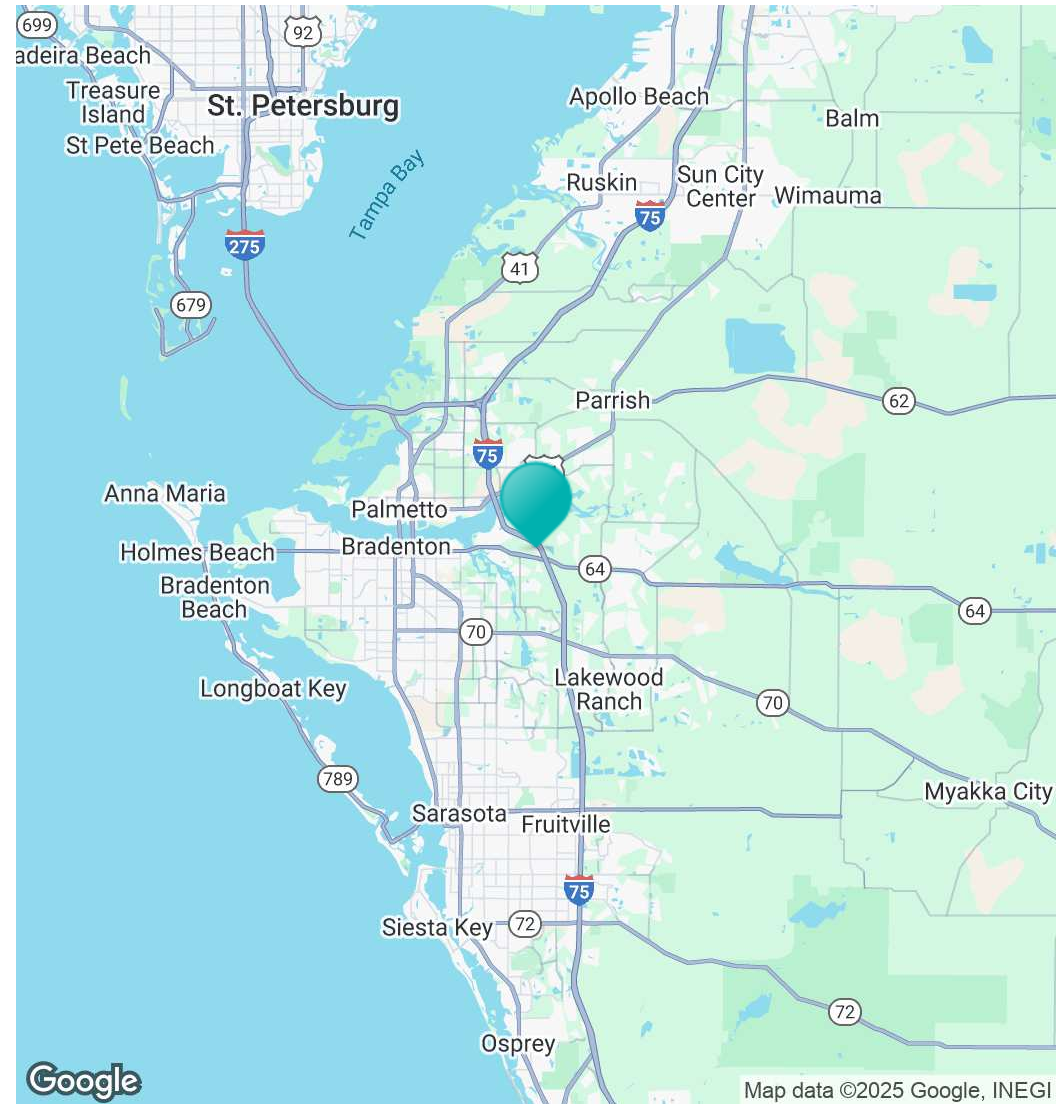 699
92
adeira Beach
Treasure
Island
St. Petersburg
Apollo Beach
Balm
St Pete Beach
Tampa Bay
Ruskin
Sun City
Center
Wimauma
75
275
41
679
Parrish
62
75
Anna Maria
Palmetto
Holmes Beach
Bradenton
64
Bradenton
Beach
64
70
Longboat Key
Lakewood
Ranch
70
789
Myakka City
Sarasota
Fruitville
75
Siesta Key
72
72
Osprey
Google
Map data ©2025 Google, INEGI